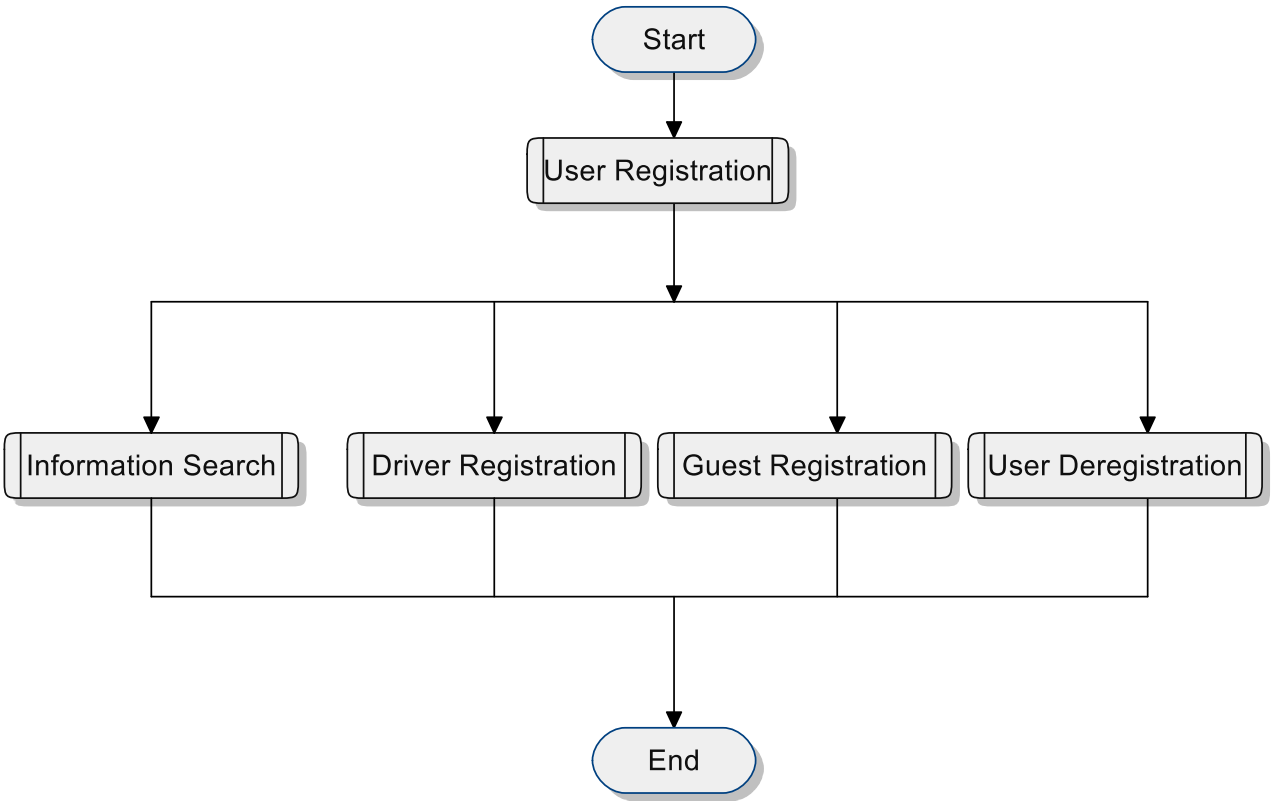 Start
User Registration
Information Search
Driver Registration
Guest Registration
User Deregistration
End